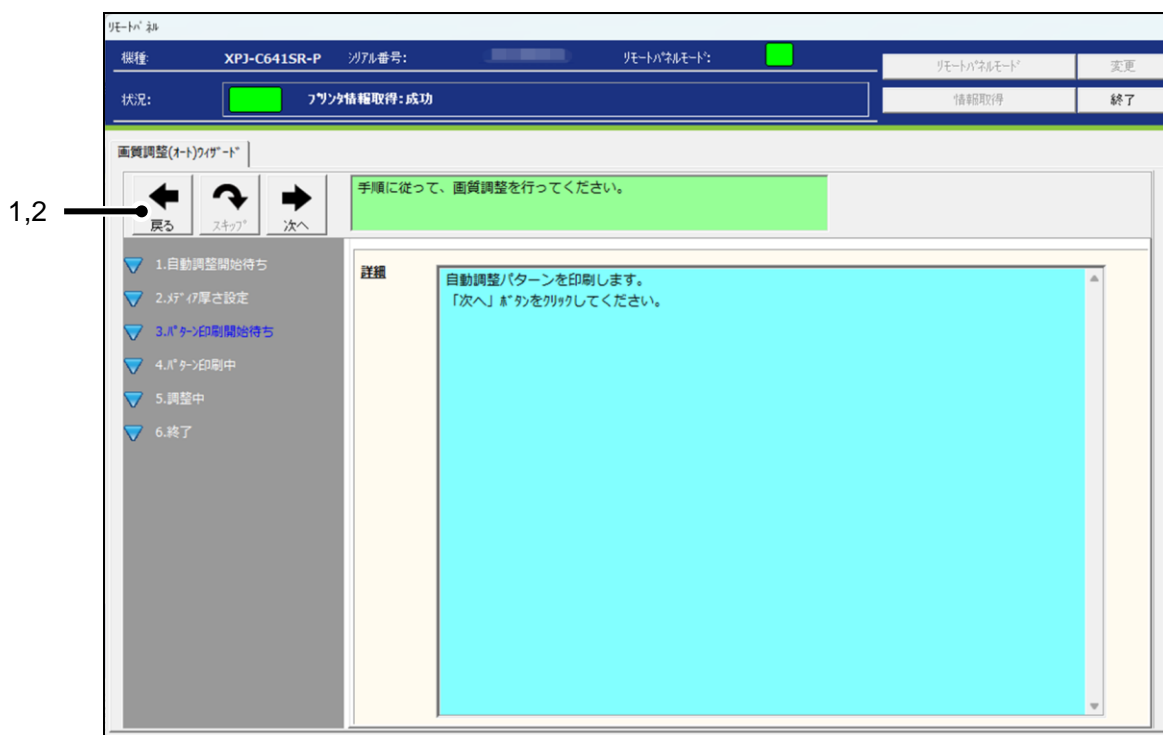 ﾘﾓｰﾄﾊﾟﾈﾙ
機種: XPJ-C641SR-P ｼﾘｱﾙ番号: ﾘﾓｰﾄﾊﾟﾈﾙﾓｰﾄﾞ:
ﾘﾓｰﾄﾊﾟﾈﾙﾓｰﾄﾞ 変更
状況: ﾌﾟﾘﾝﾀ情報取得:成功
情報取得 終了
画質調整(ｵｰﾄ)ｳｨｻﾞｰﾄﾞ
戻る ｽｷｯﾌﾟ 次へ
手順に従って、画質調整を行ってください。
1,2
1.自動調整開始待ち
2.ﾒﾃﾞｨｱ厚さ設定
3.ﾊﾟﾀｰﾝ印刷開始待ち
4.ﾊﾟﾀｰﾝ印刷中
5.調整中
6.終了
詳細
自動調整パターンを印刷します。
「次へ」ﾎﾞﾀﾝをｸﾘｯｸしてください。